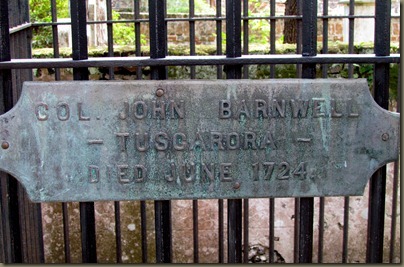 COL. JOHN BARNWELL
– TUSCARORA –
DIED JUNE 1724.